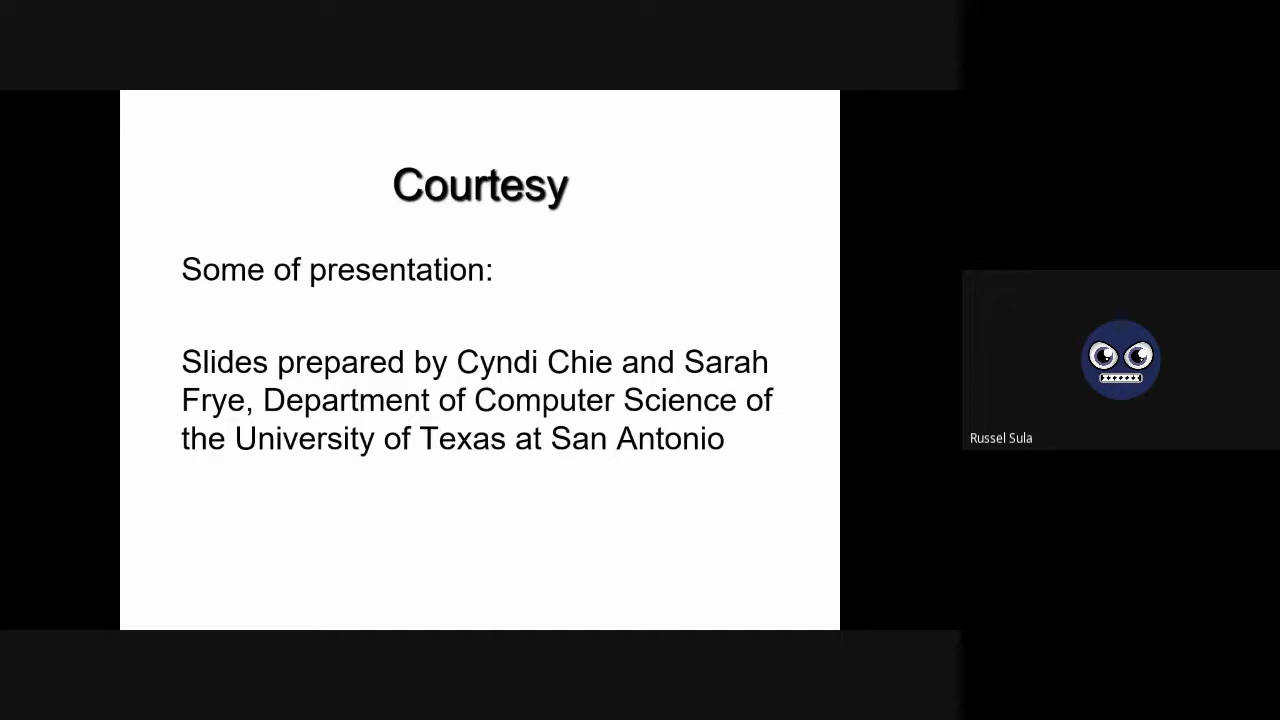 Courtesy
Some of presentation:
Slides prepared by Cyndi Chie and Sarah
Frye, Department of Computer Science of
the University of Texas at San Antonio
Russel Sula